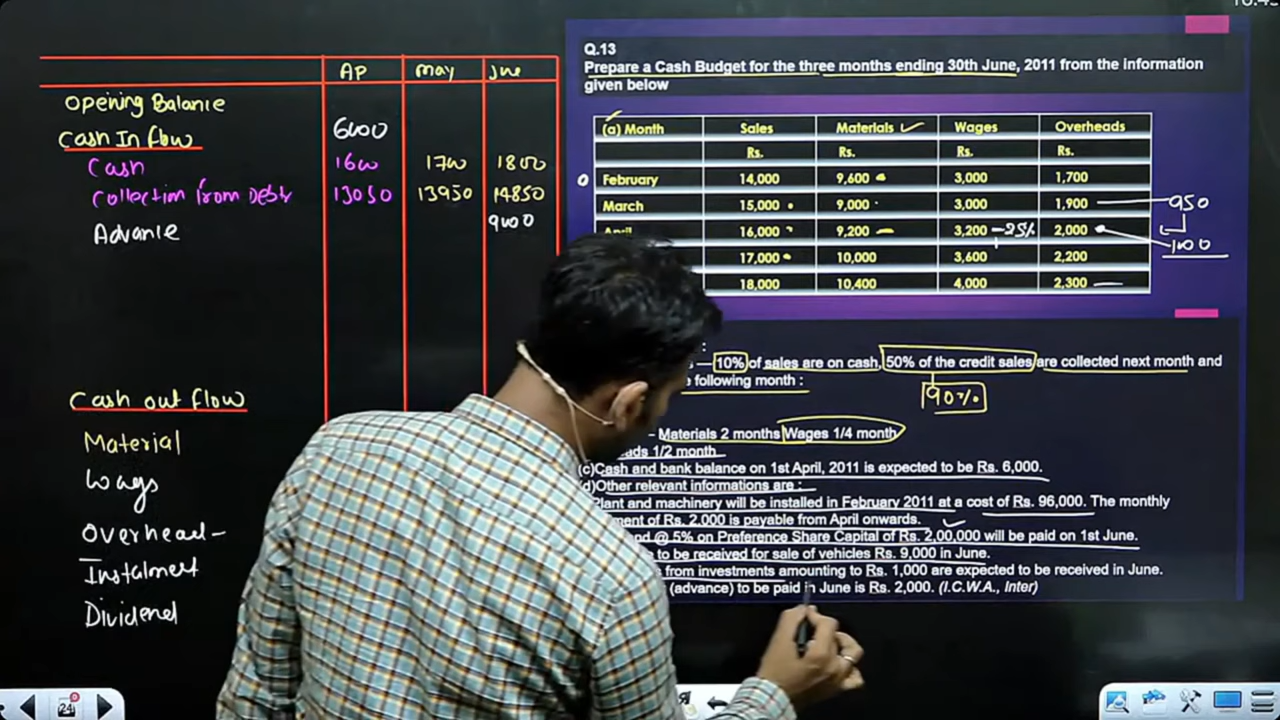 AP may June
Opening Balance
Cash In flow 6000
Cash 1600 1700 1800
Collection from Debt 13050 13950 14850
Advance 9000
Cash out flow
Material
Wages
Overhead -
Instalment
Dividend
Q.13
Prepare a Cash Budget for the three months ending 30th June, 2011 from the information
given below
(a) Month Sales Materials Wages Overheads
Rs. Rs. Rs. Rs.
February 14,000 9,600 3,000 1,700
March 15,000 9,000 3,000 1,900 950
April 16,000 9,200 3,200 -25% 2,000 1000
17,000 10,000 3,600 2,200
18,000 10,400 4,000 2,300
:
10% of sales are on cash, 50% of the credit sales are collected next month and
following month :
90%
- Materials 2 months Wages 1/4 month
1/2 month
(c)Cash and bank balance on 1st April, 2011 is expected to be Rs. 6,000.
(d)Other relevant informations are :
Plant and machinery will be installed in February 2011 at a cost of Rs. 96,000. The monthly
of Rs. 2,000 is payable from April onwards.
@ 5% on Preference Share Capital of Rs. 2,00,000 will be paid on 1st June.
to be received for sale of vehicles Rs. 9,000 in June.
from investments amounting to Rs. 1,000 are expected to be received in June.
(advance) to be paid in June is Rs. 2,000. (I.C.W.A., Inter)
24